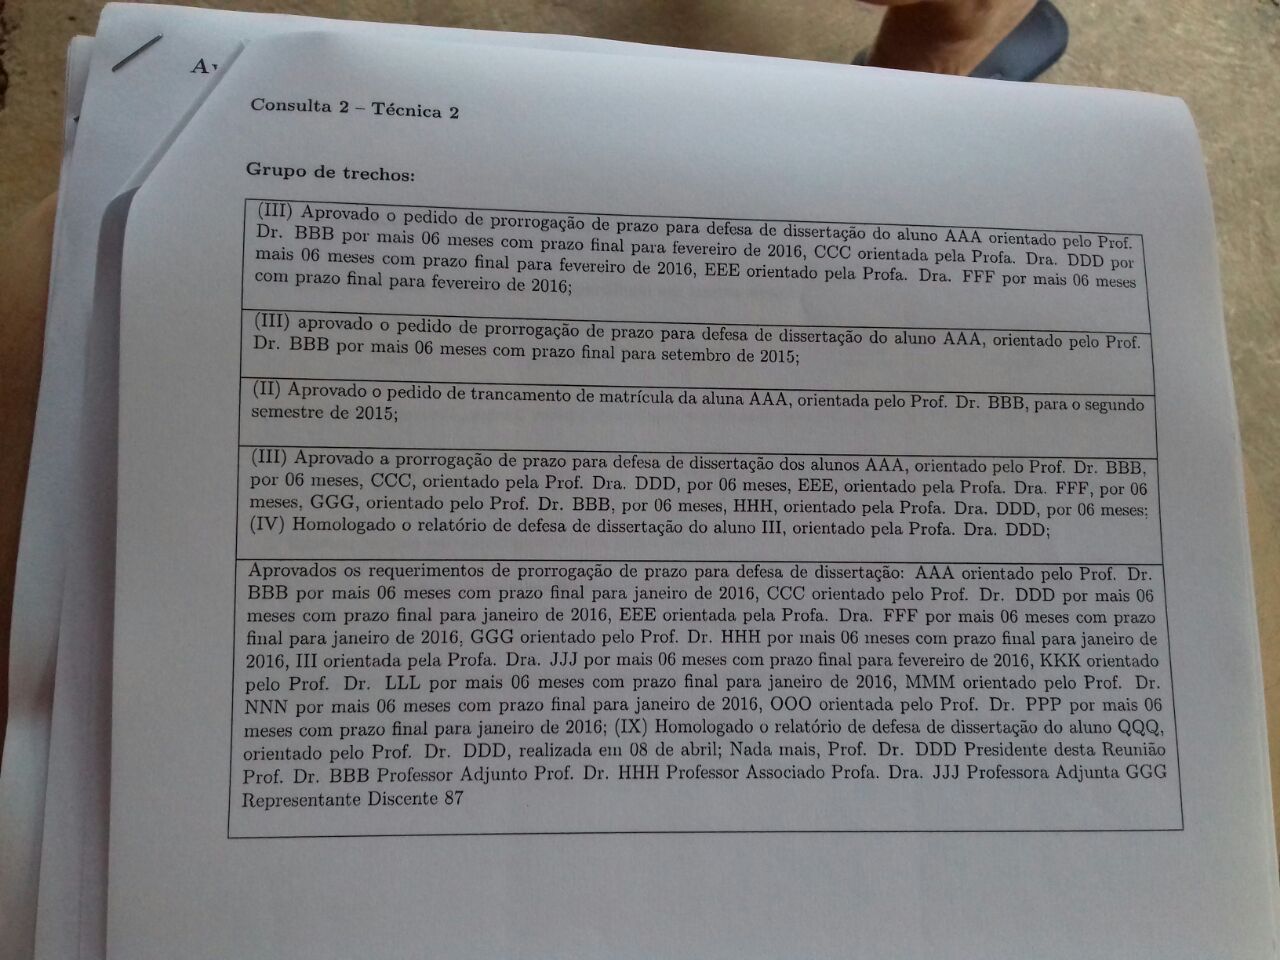 Consulta 2 – Técnica 2
Grupo de trechos:
(III) Aprovado o pedido de prorrogação de prazo para defesa de dissertação do aluno AAA orientado pelo Prof.
Dr. BBB por mais 06 meses com prazo final para fevereiro de 2016, CCC orientada pela Profa. Dra. DDD por
mais 06 meses com prazo final para fevereiro de 2016, EEE orientado pela Profa. Dra. FFF por mais 06 meses
com prazo final para fevereiro de 2016;
(III) aprovado o pedido de prorrogação de prazo para defesa de dissertação do aluno AAA, orientado pelo Prof.
Dr. BBB por mais 06 meses com prazo final para setembro de 2015;
(II) Aprovado o pedido de trancamento de matrícula da aluna AAA, orientada pelo Prof. Dr. BBB, para o segundo
semestre de 2015;
(III) Aprovado a prorrogação de prazo para defesa de dissertação dos alunos AAA, orientado pelo Prof. Dr. BBB,
por 06 meses, CCC, orientado pela Prof. Dra. DDD, por 06 meses, EEE, orientado pela Profa. Dra. FFF, por 06
meses, GGG, orientado pelo Prof. Dr. BBB, por 06 meses, HHH, orientado pela Profa. Dra. DDD, por 06 meses;
(IV) Homologado o relatório de defesa de dissertação do aluno III, orientado pela Profa. Dra. DDD;
Aprovados os requerimentos de prorrogação de prazo para defesa de dissertação: AAA orientado pelo Prof. Dr.
BBB por mais 06 meses com prazo final para janeiro de 2016, CCC orientado pelo Prof. Dr. DDD por mais 06
meses com prazo final para janeiro de 2016, EEE orientada pela Profa. Dra. FFF por mais 06 meses com prazo
final para janeiro de 2016, GGG orientado pelo Prof. Dr. HHH por mais 06 meses com prazo final para janeiro de
2016, III orientada pela Profa. Dra. JJJ por mais 06 meses com prazo final para fevereiro de 2016, KKK orientado
pelo Prof. Dr. LLL por mais 06 meses com prazo final para janeiro de 2016, MMM orientado pelo Prof. Dr.
NNN por mais 06 meses com prazo final para janeiro de 2016, OOO orientada pelo Prof. Dr. PPP por mais 06
meses com prazo final para janeiro de 2016; (IX) Homologado o relatório de defesa de dissertação do aluno QQQ,
orientado pelo Prof. Dr. DDD, realizada em 08 de abril; Nada mais, Prof. Dr. DDD Presidente desta Reunião
Prof. Dr. BBB Professor Adjunto Prof. Dr. HHH Professor Associado Profa. Dra. JJJ Professora Adjunta GGG
Representante Discente 87